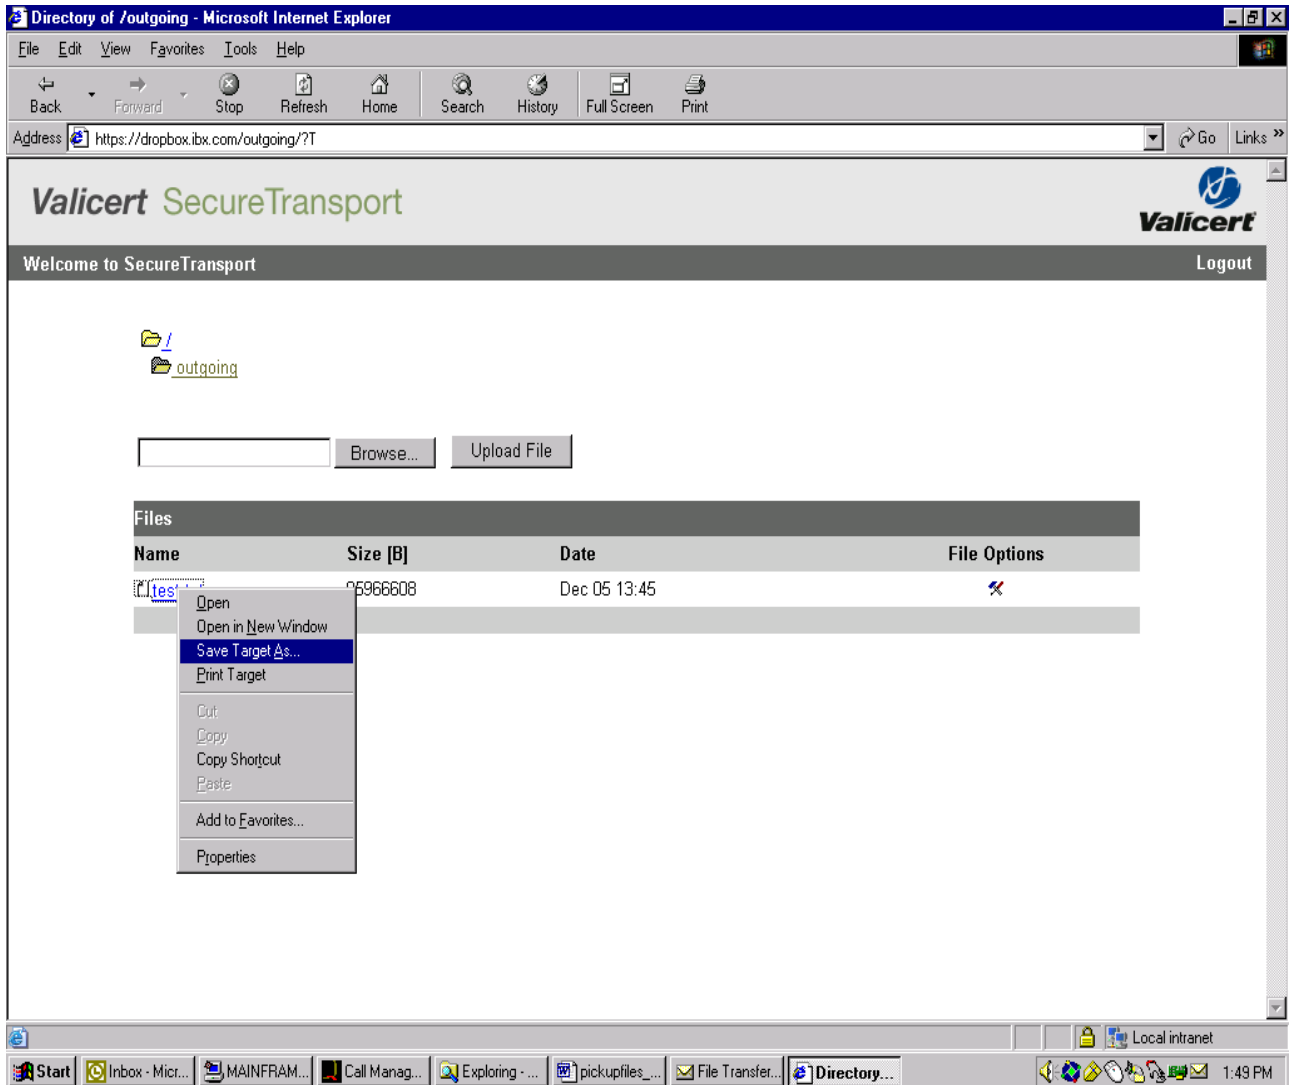 Directory of /outgoing - Microsoft Internet Explorer
File Edit View Favorites Tools Help
Back Forward Stop Refresh Home Search History Full Screen Print
Address https://dropbox.ibx.com/outgoing/?T Go Links »
Valicert SecureTransport
Valicert
Welcome to SecureTransport Logout
/
outgoing
Browse... Upload File
Files
Name Size [B] Date File Options
Dec 05 13:45
Open
Open in New Window
Save Target As...
Print Target
Cut
Copy
Copy Shortcut
Paste
Add to Favorites...
Properties
Local intranet
Start Inbox - Micr... MAINFRAM... Call Manag... Exploring - ... pickupfiles_... File Transfer... Directory... 1:49 PM